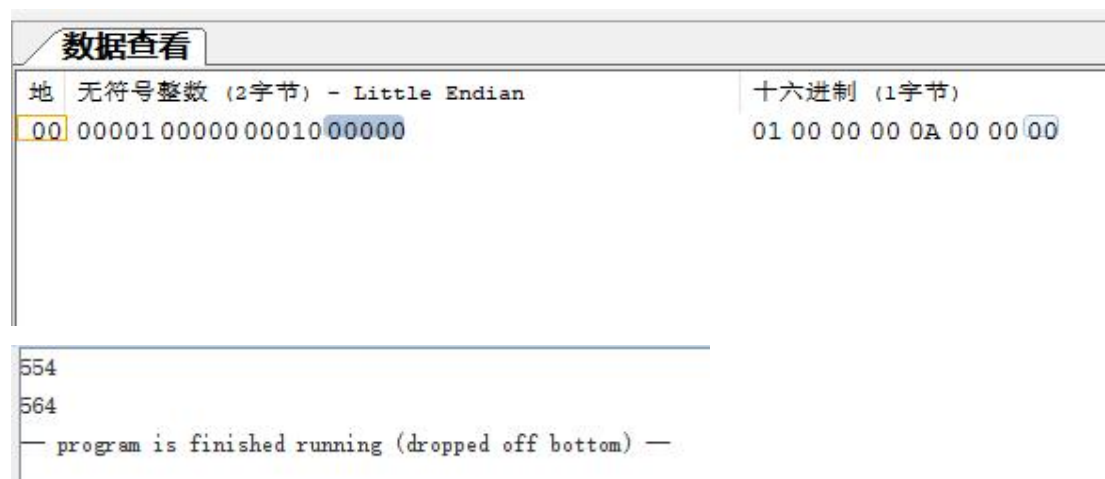 数据查看
地 无符号整数 (2字节) - Little Endian 十六进制 (1字节)
00 00001 00000 00010 00000 01 00 00 00 0A 00 00 00
554
564
— program is finished running (dropped off bottom) —